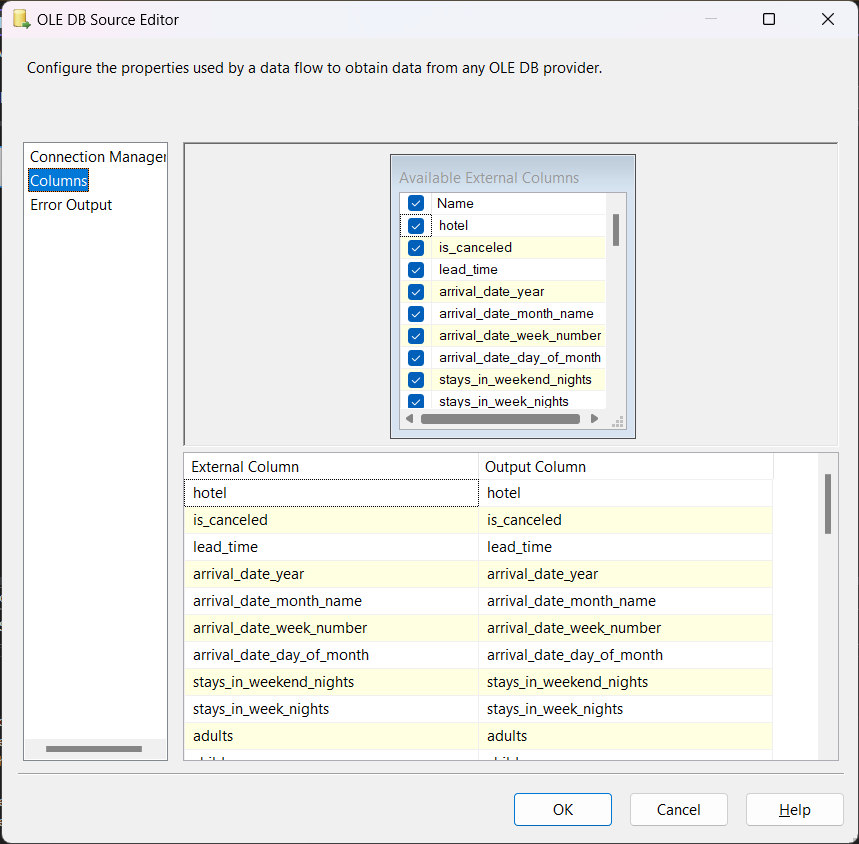 OLE DB Source Editor
Configure the properties used by a data flow to obtain data from any OLE DB provider.
Connection Manager
Columns
Error Output
Available External Columns
Name
hotel
is_canceled
lead_time
arrival_date_year
arrival_date_month_name
arrival_date_week_number
arrival_date_day_of_month
stays_in_weekend_nights
stays_in_week_nights
External Column Output Column
hotel hotel
is_canceled is_canceled
lead_time lead_time
arrival_date_year arrival_date_year
arrival_date_month_name arrival_date_month_name
arrival_date_week_number arrival_date_week_number
arrival_date_day_of_month arrival_date_day_of_month
stays_in_weekend_nights stays_in_weekend_nights
stays_in_week_nights stays_in_week_nights
adults adults
OK Cancel Help